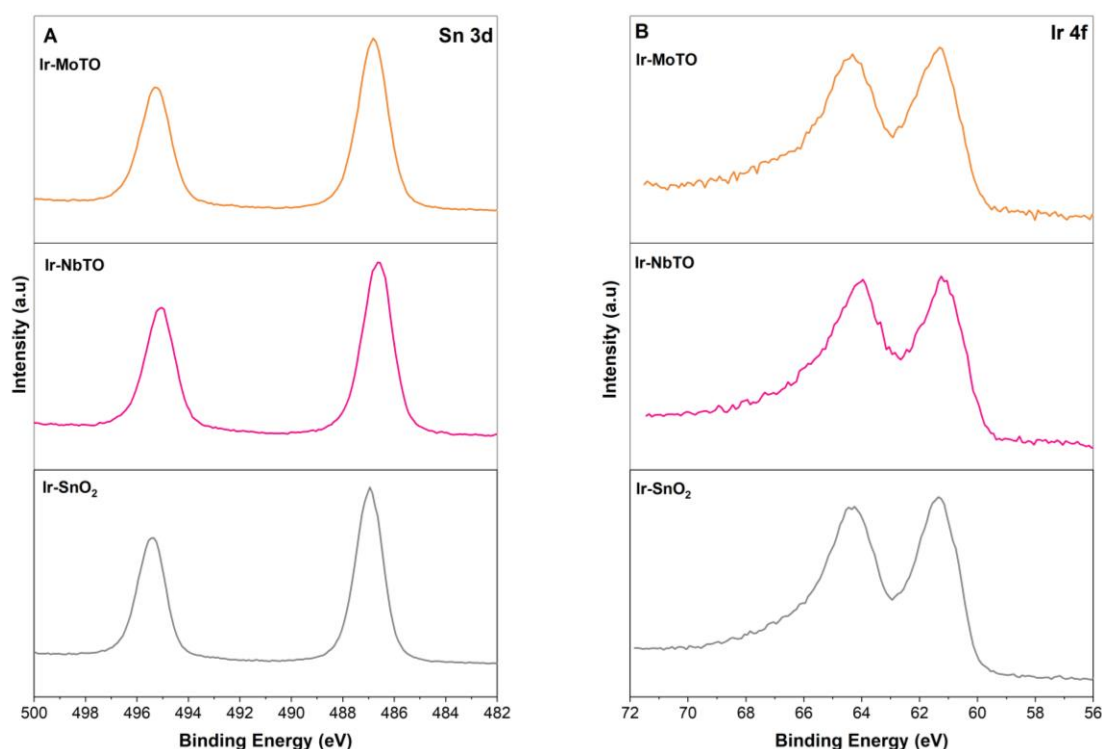 A
Sn 3d
Ir-MoTO
Ir-NbTO
Ir-SnO₂
Intensity (a.u)
500 498 496 494 492 490 488 486 484 482
Binding Energy (eV)
B
Ir 4f
Ir-MoTO
Ir-NbTO
Ir-SnO₂
Intensity (a.u)
72 70 68 66 64 62 60 58 56
Binding Energy (eV)